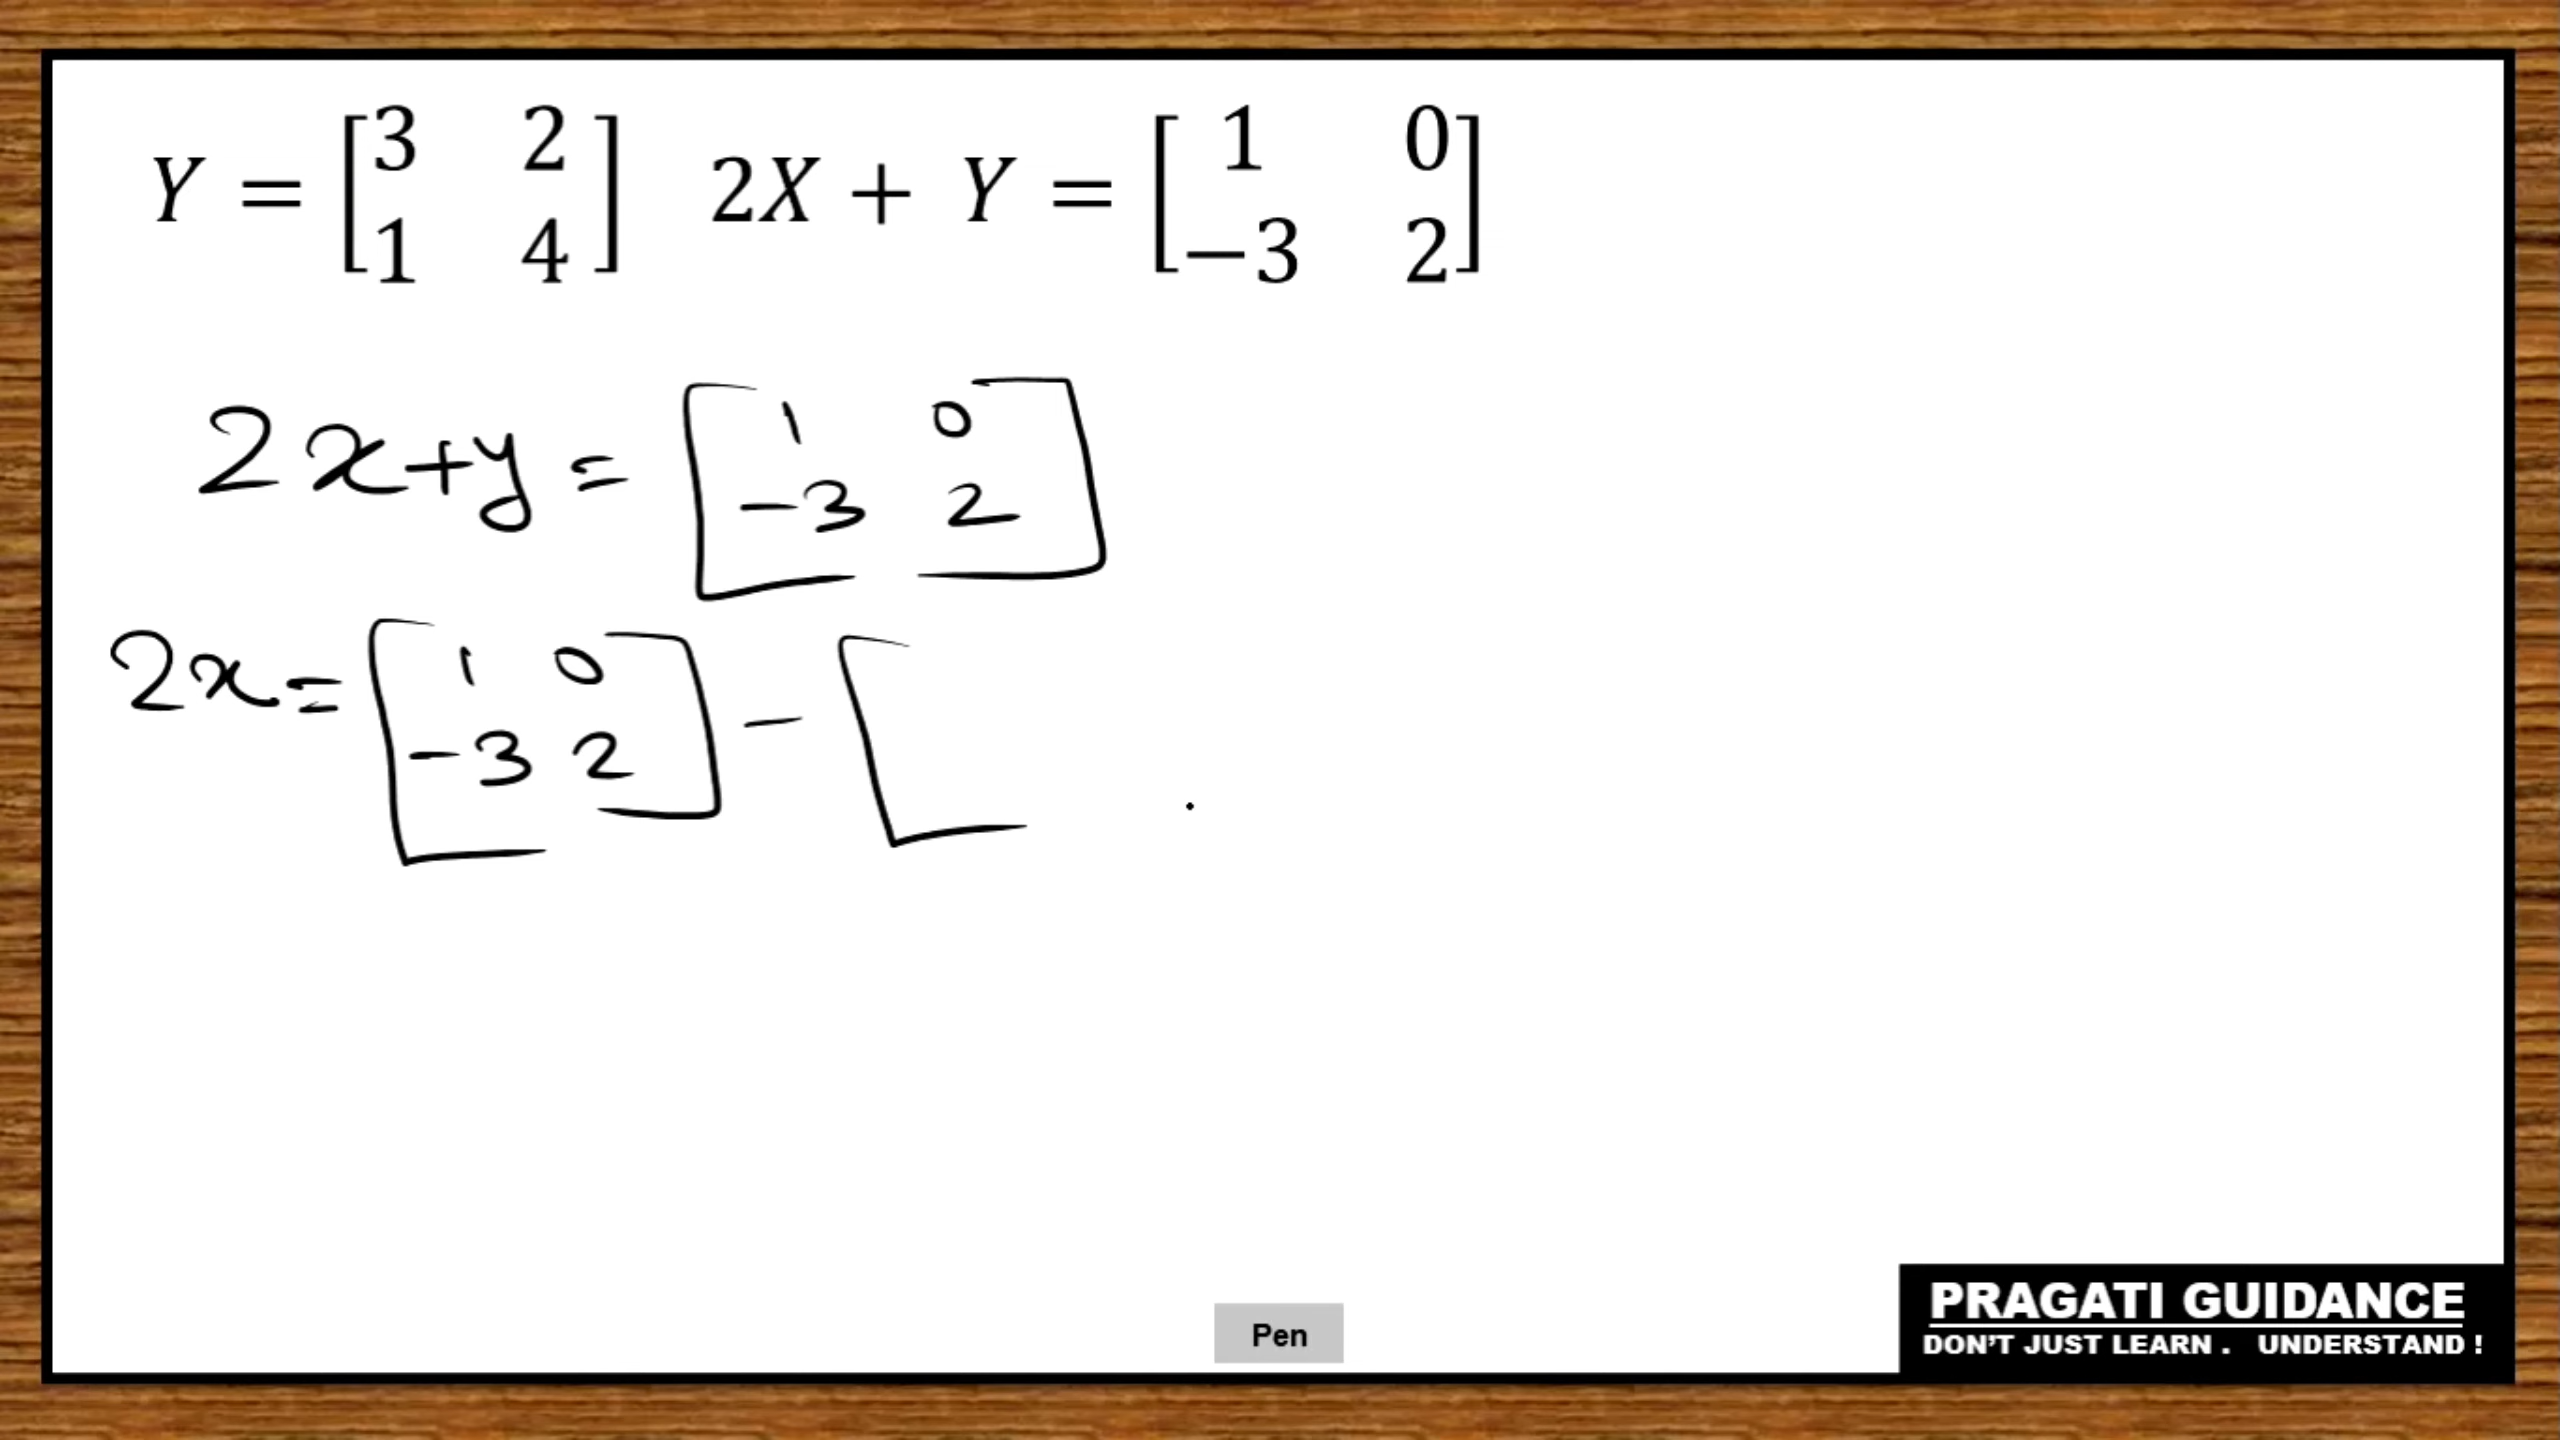 Y = [3 2 1 4] 2X + Y = [1 0 −3 2]
2x+y = [1 0 −3 2]
2x = [1 0 −3 2] − [
Pen
PRAGATI GUIDANCE
DON'T JUST LEARN . UNDERSTAND !